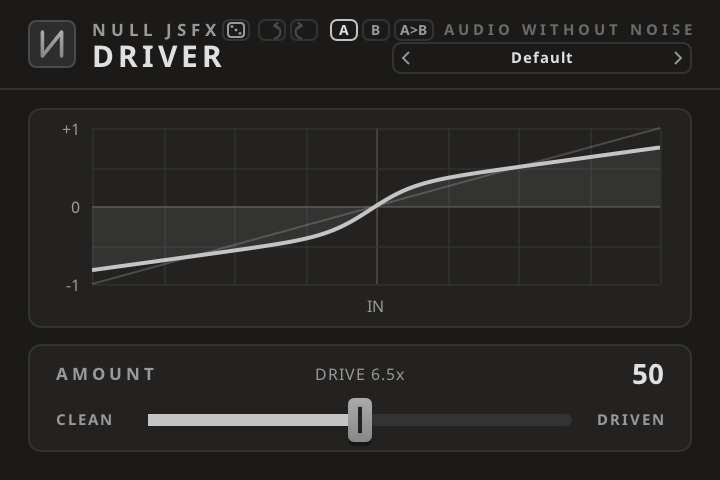 NULL JSFX
A B A>B
AUDIO WITHOUT NOISE
DRIVER
Default
+1
0
-1
IN
AMOUNT DRIVE 6.5x 50
CLEAN DRIVEN